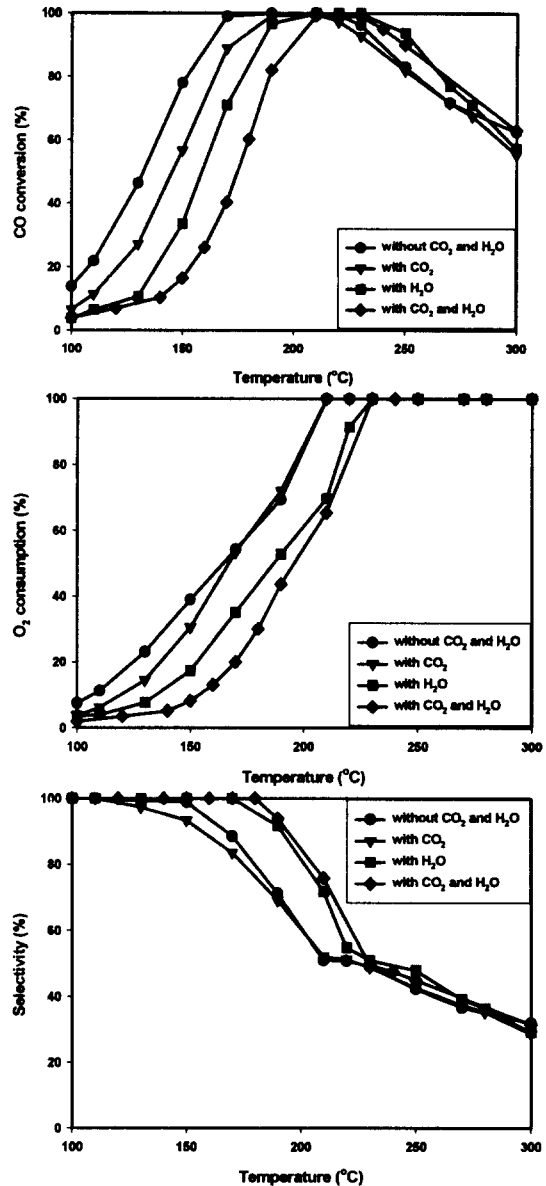 100
80
60
40
20
0
CO conversion (%)
without CO₂ and H₂O
with CO₂
with H₂O
with CO₂ and H₂O
100 150 200 250 300
Temperature (°C)
100
80
60
40
20
0
O₂ consumption (%)
without CO₂ and H₂O
with CO₂
with H₂O
with CO₂ and H₂O
100 150 200 250 300
Temperature (°C)
100
80
60
40
20
0
Selectivity (%)
without CO₂ and H₂O
with CO₂
with H₂O
with CO₂ and H₂O
100 150 200 250 300
Temperature (°C)